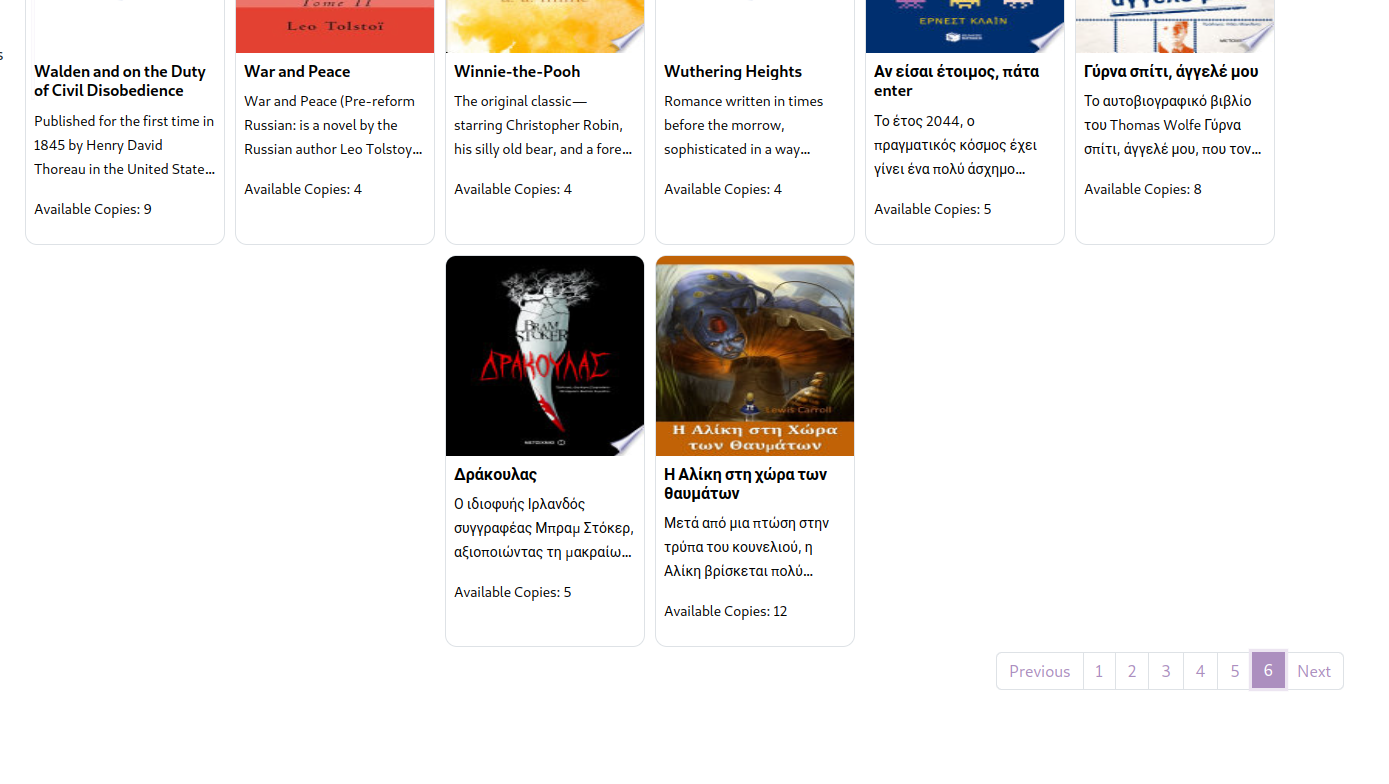 Tome II
Leo Tolstoï
ΕΡΝΕΣΤ ΚΛΑΪΝ
s
Walden and on the Duty
of Civil Disobedience
Published for the first time in
1845 by Henry David
Thoreau in the United State...
Available Copies: 9
War and Peace
War and Peace (Pre-reform
Russian: is a novel by the
Russian author Leo Tolstoy...
Available Copies: 4
Winnie-the-Pooh
The original classic—
starring Christopher Robin,
his silly old bear, and a fore...
Available Copies: 4
Wuthering Heights
Romance written in times
before the morrow,
sophisticated in a way...
Available Copies: 4
Αν είσαι έτοιμος, πάτα
enter
Το έτος 2044, ο
πραγματικός κόσμος έχει
γίνει ένα πολύ άσχημο...
Available Copies: 5
Γύρνα σπίτι, άγγελέ μου
Το αυτοβιογραφικό βιβλίο
του Thomas Wolfe Γύρνα
σπίτι, άγγελέ μου, που τον...
Available Copies: 8
BRAM
STOKER
ΔΡΑΚΟΥΛΑΣ
ΜΕΤΑΙΧΜΙΟ
Δράκουλας
Ο ιδιοφυής Ιρλανδός
συγγραφέας Μπραμ Στόκερ,
αξιοποιώντας τη μακραίω...
Available Copies: 5
Lewis Carroll
Η Αλίκη στη Χώρα
των Θαυμάτων
Η Αλίκη στη χώρα των
θαυμάτων
Μετά από μια πτώση στην
τρύπα του κουνελιού, η
Αλίκη βρίσκεται πολύ...
Available Copies: 12
Previous 1 2 3 4 5 6 Next